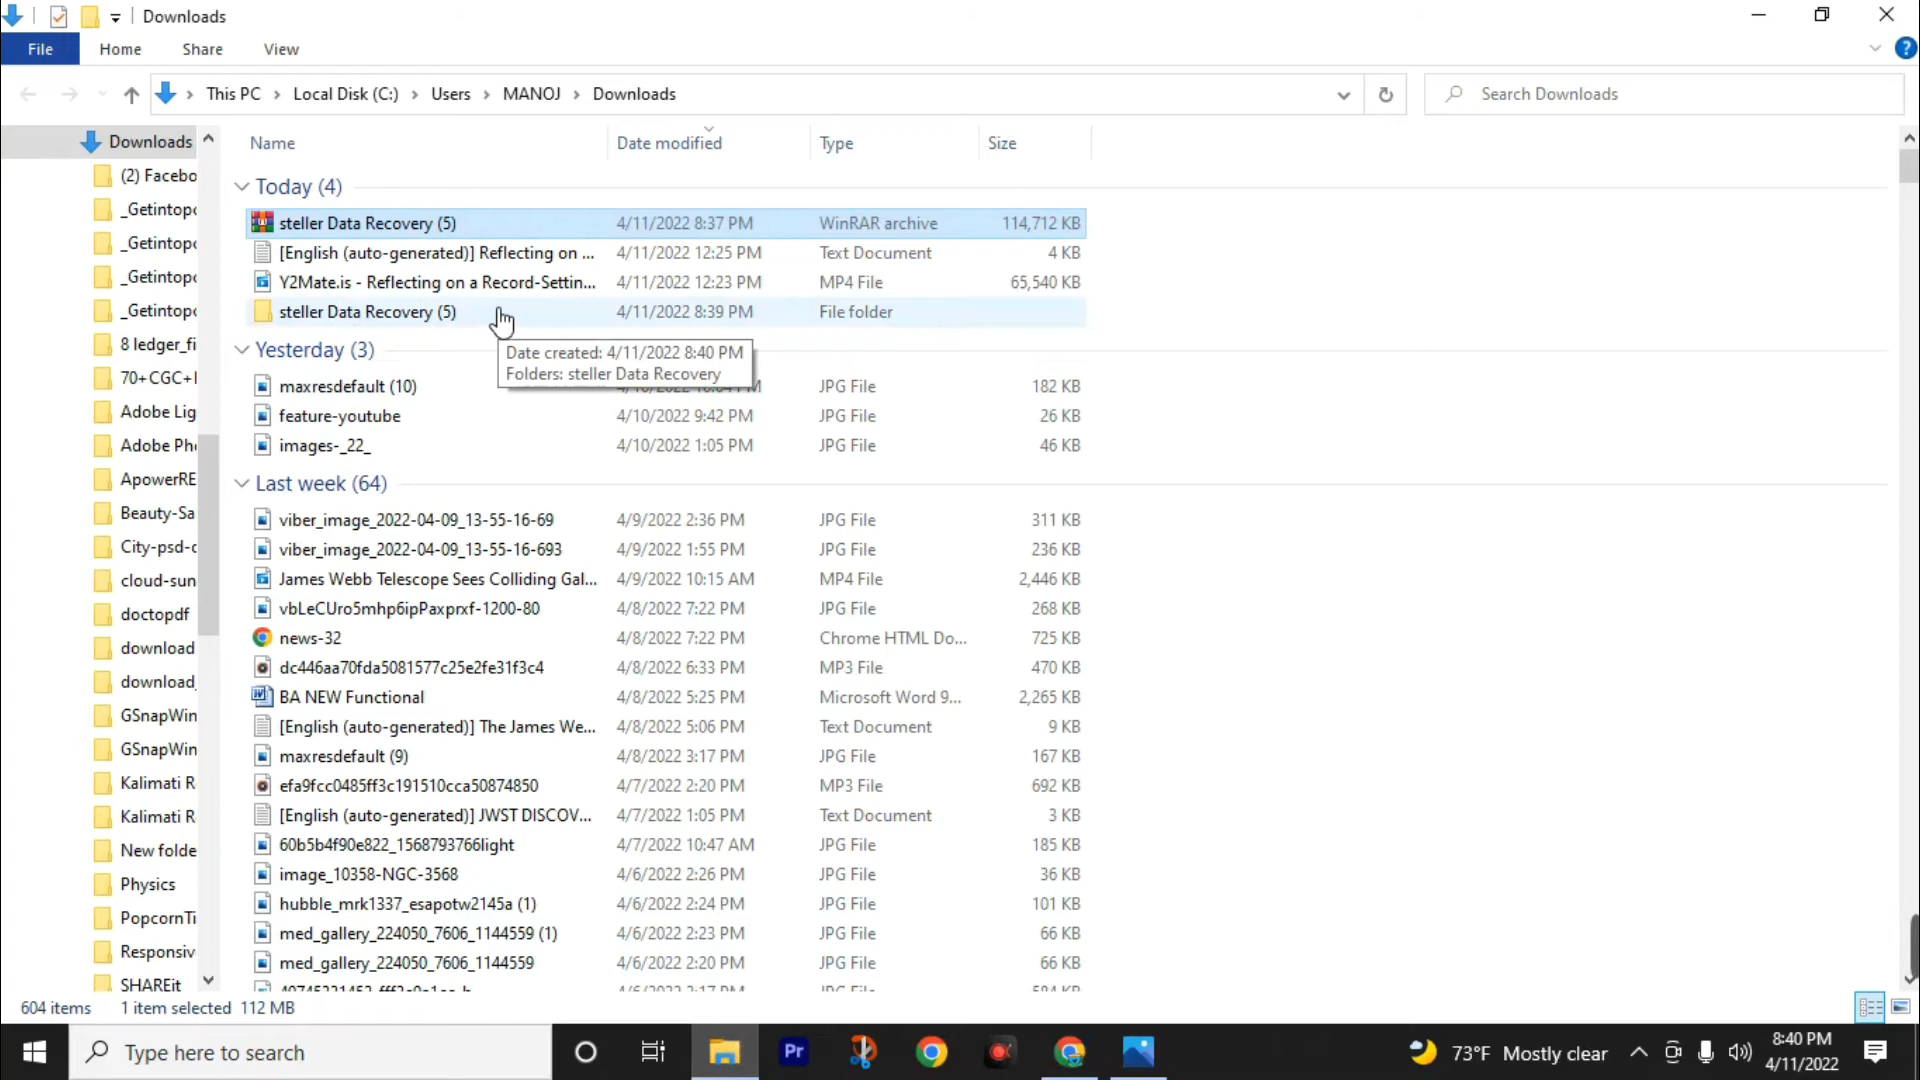 Downloads
File Home Share View
This PC Local Disk (C:) Users MANOJ Downloads Search Downloads
Name Date modified Type Size
Downloads
(2) Facebo
_Getintopc
_Getintopc
_Getintopc
_Getintopc
8 ledger_fi
70+CGC+I
Adobe Lig
Adobe Pho
ApowerRE
Beauty-Sa
City-psd-c
cloud-sun
doctopdf
download
download_
GSnapWin
GSnapWin
Kalimati R
Kalimati R
New folde
Physics
PopcornTi
Responsiv
SHAREit
Today (4)
steller Data Recovery (5) 4/11/2022 8:37 PM WinRAR archive 114,712 KB
[English (auto-generated)] Reflecting on ... 4/11/2022 12:25 PM Text Document 4 KB
Y2Mate.is - Reflecting on a Record-Settin... 4/11/2022 12:23 PM MP4 File 65,540 KB
steller Data Recovery (5) 4/11/2022 8:39 PM File folder
Yesterday (3)
Date created: 4/11/2022 8:40 PM
Folders: steller Data Recovery
maxresdefault (10) JPG File 182 KB
feature-youtube 4/10/2022 9:42 PM JPG File 26 KB
images-_22_ 4/10/2022 1:05 PM JPG File 46 KB
Last week (64)
viber_image_2022-04-09_13-55-16-69 4/9/2022 2:36 PM JPG File 311 KB
viber_image_2022-04-09_13-55-16-693 4/9/2022 1:55 PM JPG File 236 KB
James Webb Telescope Sees Colliding Gal... 4/9/2022 10:15 AM MP4 File 2,446 KB
vbLeCUro5mhp6ipPaxprxf-1200-80 4/8/2022 7:22 PM JPG File 268 KB
news-32 4/8/2022 7:22 PM Chrome HTML Do... 725 KB
dc446aa70fda5081577c25e2fe31f3c4 4/8/2022 6:33 PM MP3 File 470 KB
BA NEW Functional 4/8/2022 5:25 PM Microsoft Word 9... 2,265 KB
[English (auto-generated)] The James We... 4/8/2022 5:06 PM Text Document 9 KB
maxresdefault (9) 4/8/2022 3:17 PM JPG File 167 KB
efa9fcc0485ff3c191510cca50874850 4/7/2022 2:20 PM MP3 File 692 KB
[English (auto-generated)] JWST DISCOV... 4/7/2022 1:05 PM Text Document 3 KB
60b5b4f90e822_1568793766light 4/7/2022 10:47 AM JPG File 185 KB
image_10358-NGC-3568 4/6/2022 2:26 PM JPG File 36 KB
hubble_mrk1337_esapotw2145a (1) 4/6/2022 2:24 PM JPG File 101 KB
med_gallery_224050_7606_1144559 (1) 4/6/2022 2:23 PM JPG File 66 KB
med_gallery_224050_7606_1144559 4/6/2022 2:20 PM JPG File 66 KB
604 items 1 item selected 112 MB
Type here to search
Pr
73°F Mostly clear
8:40 PM
4/11/2022